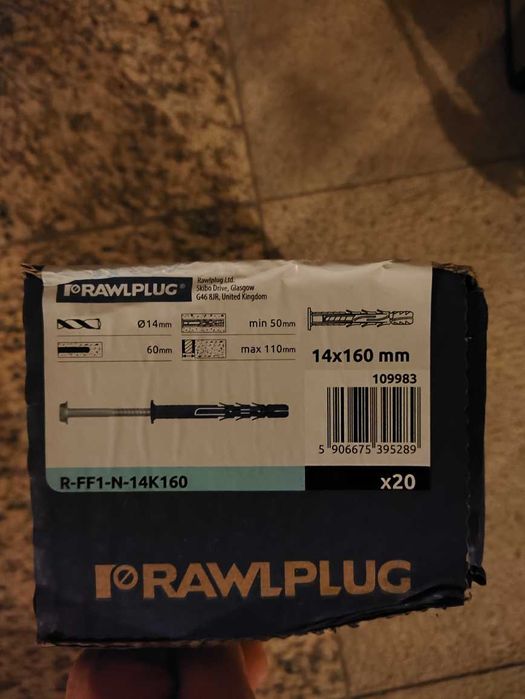 RAWLPLUG®
Rawlplug Ltd.
Skibo Drive, Glasgow
G46 8JR, United Kingdom
Ø14mm
min 50mm
60mm
max 110mm
14x160 mm
109983
5 906675 395289
R-FF1-N-14K160
x20
RAWLPLUG